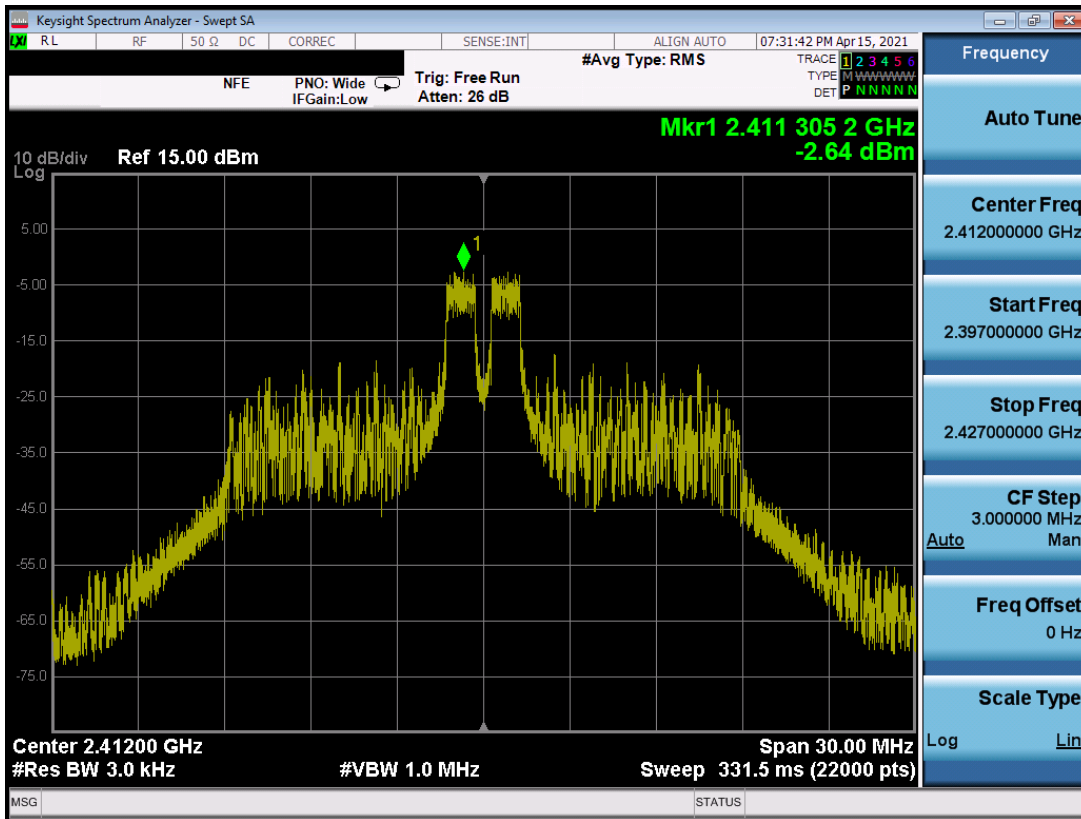 Keysight Spectrum Analyzer - Swept SA
LXI RL RF 50 Ω DC CORREC SENSE:INT ALIGN AUTO 07:31:42 PM Apr 15, 2021
#Avg Type: RMS
TRACE 1 2 3 4 5 6
TYPE M W W W W W
DET P N N N N N
NFE
PNO: Wide
IFGain:Low
Trig: Free Run
Atten: 26 dB
Mkr1 2.411 305 2 GHz
-2.64 dBm
10 dB/div
Log
Ref 15.00 dBm
1
5.00
-5.00
-15.0
-25.0
-35.0
-45.0
-55.0
-65.0
-75.0
Center 2.41200 GHz
Span 30.00 MHz
#Res BW 3.0 kHz
#VBW 1.0 MHz
Sweep 331.5 ms (22000 pts)
MSG
STATUS
Frequency
Auto Tune
Center Freq
2.412000000 GHz
Start Freq
2.397000000 GHz
Stop Freq
2.427000000 GHz
CF Step
3.000000 MHz
Auto Man
Freq Offset
0 Hz
Scale Type
Log Lin